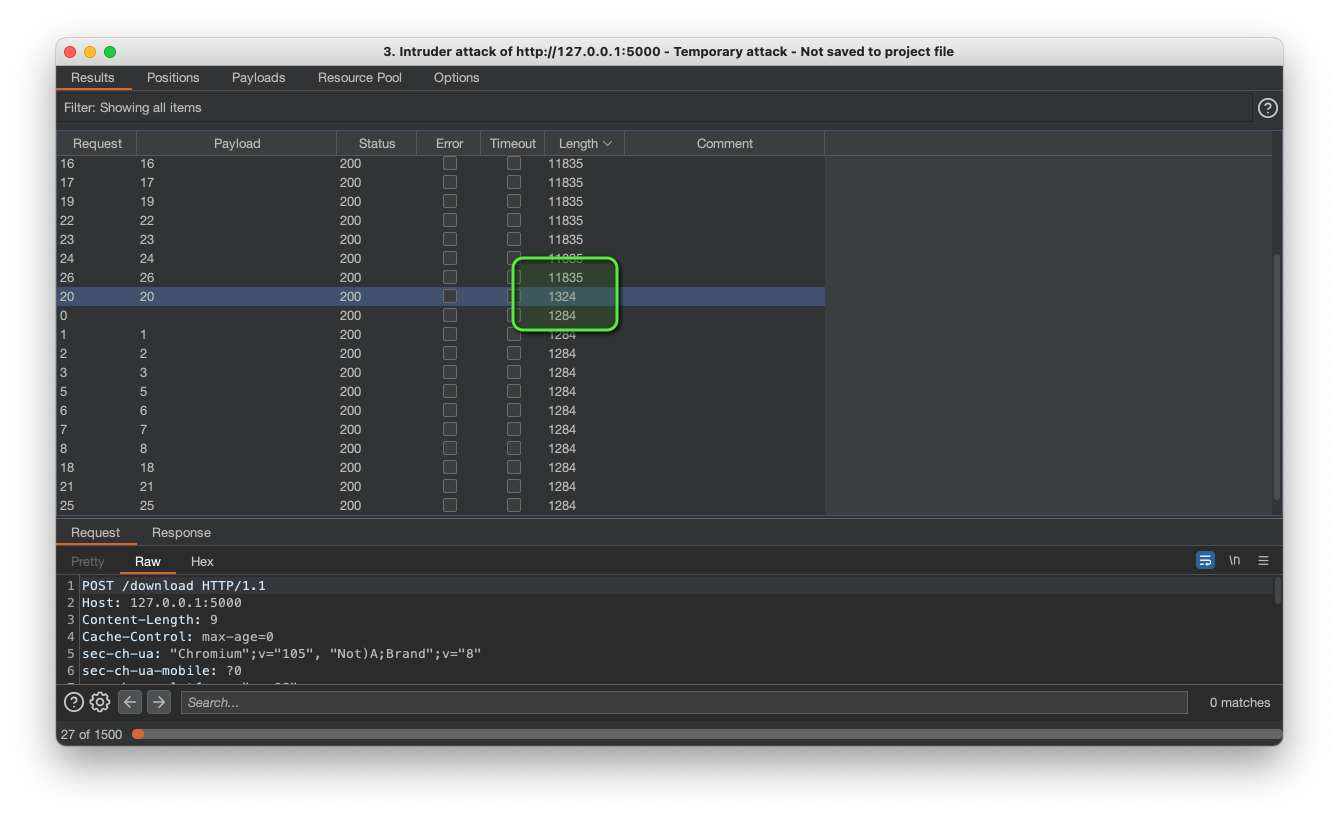 3. Intruder attack of http://127.0.0.1:5000 - Temporary attack - Not saved to project file
Results Positions Payloads Resource Pool Options
Filter: Showing all items
?
Request Payload Status Error Timeout Length Comment
16 16 200 11835
17 17 200 11835
19 19 200 11835
22 22 200 11835
23 23 200 11835
24 24 200 11835
26 26 200 11835
20 20 200 1324
0 200 1284
1 1 200 1284
2 2 200 1284
3 3 200 1284
5 5 200 1284
6 6 200 1284
7 7 200 1284
8 8 200 1284
18 18 200 1284
21 21 200 1284
25 25 200 1284
Request Response
Pretty Raw Hex
\n
1 POST /download HTTP/1.1
2 Host: 127.0.0.1:5000
3 Content-Length: 9
4 Cache-Control: max-age=0
5 sec-ch-ua: "Chromium";v="105", "Not)A;Brand";v="8"
6 sec-ch-ua-mobile: ?0
? Search... 0 matches
27 of 1500